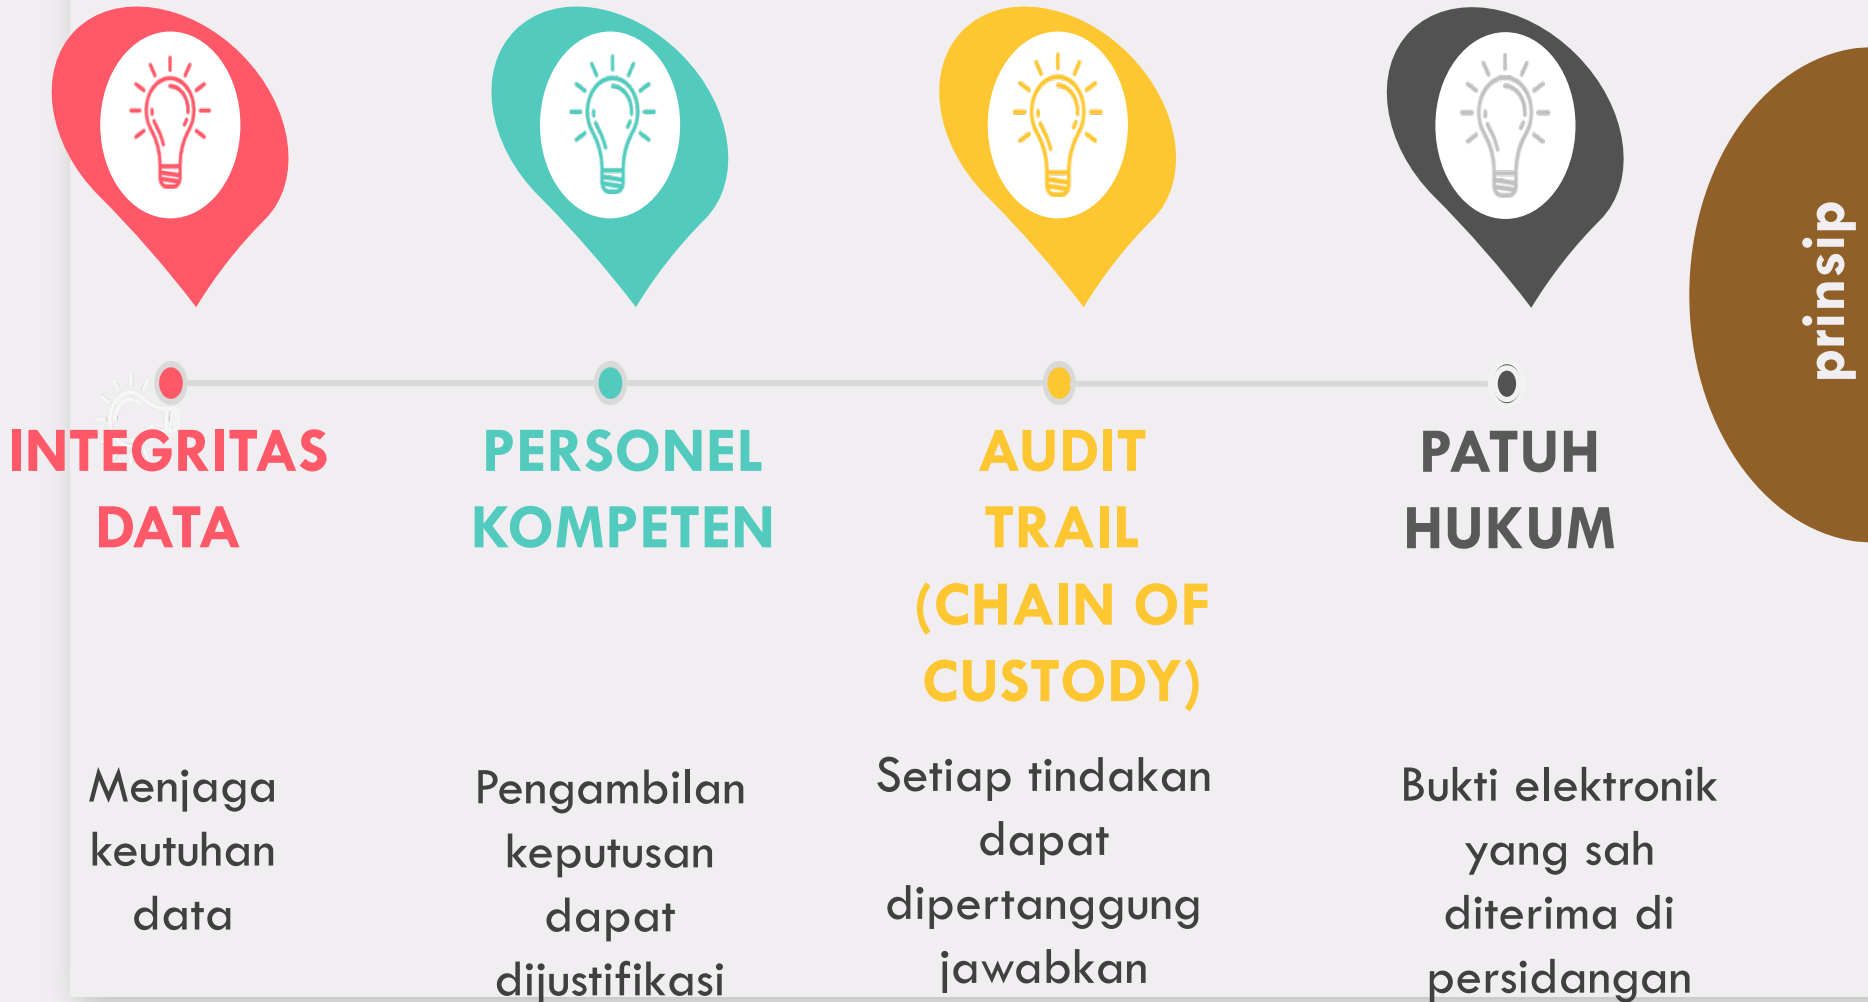 INTEGRITAS
DATA
Menjaga
keutuhan
data
PERSONEL
KOMPETEN
Pengambilan
keputusan
dapat
dijustifikasi
AUDIT
TRAIL
(CHAIN OF
CUSTODY)
Setiap tindakan
dapat
dipertanggung
jawabkan
PATUH
HUKUM
Bukti elektronik
yang sah
diterima di
persidangan
prinsip